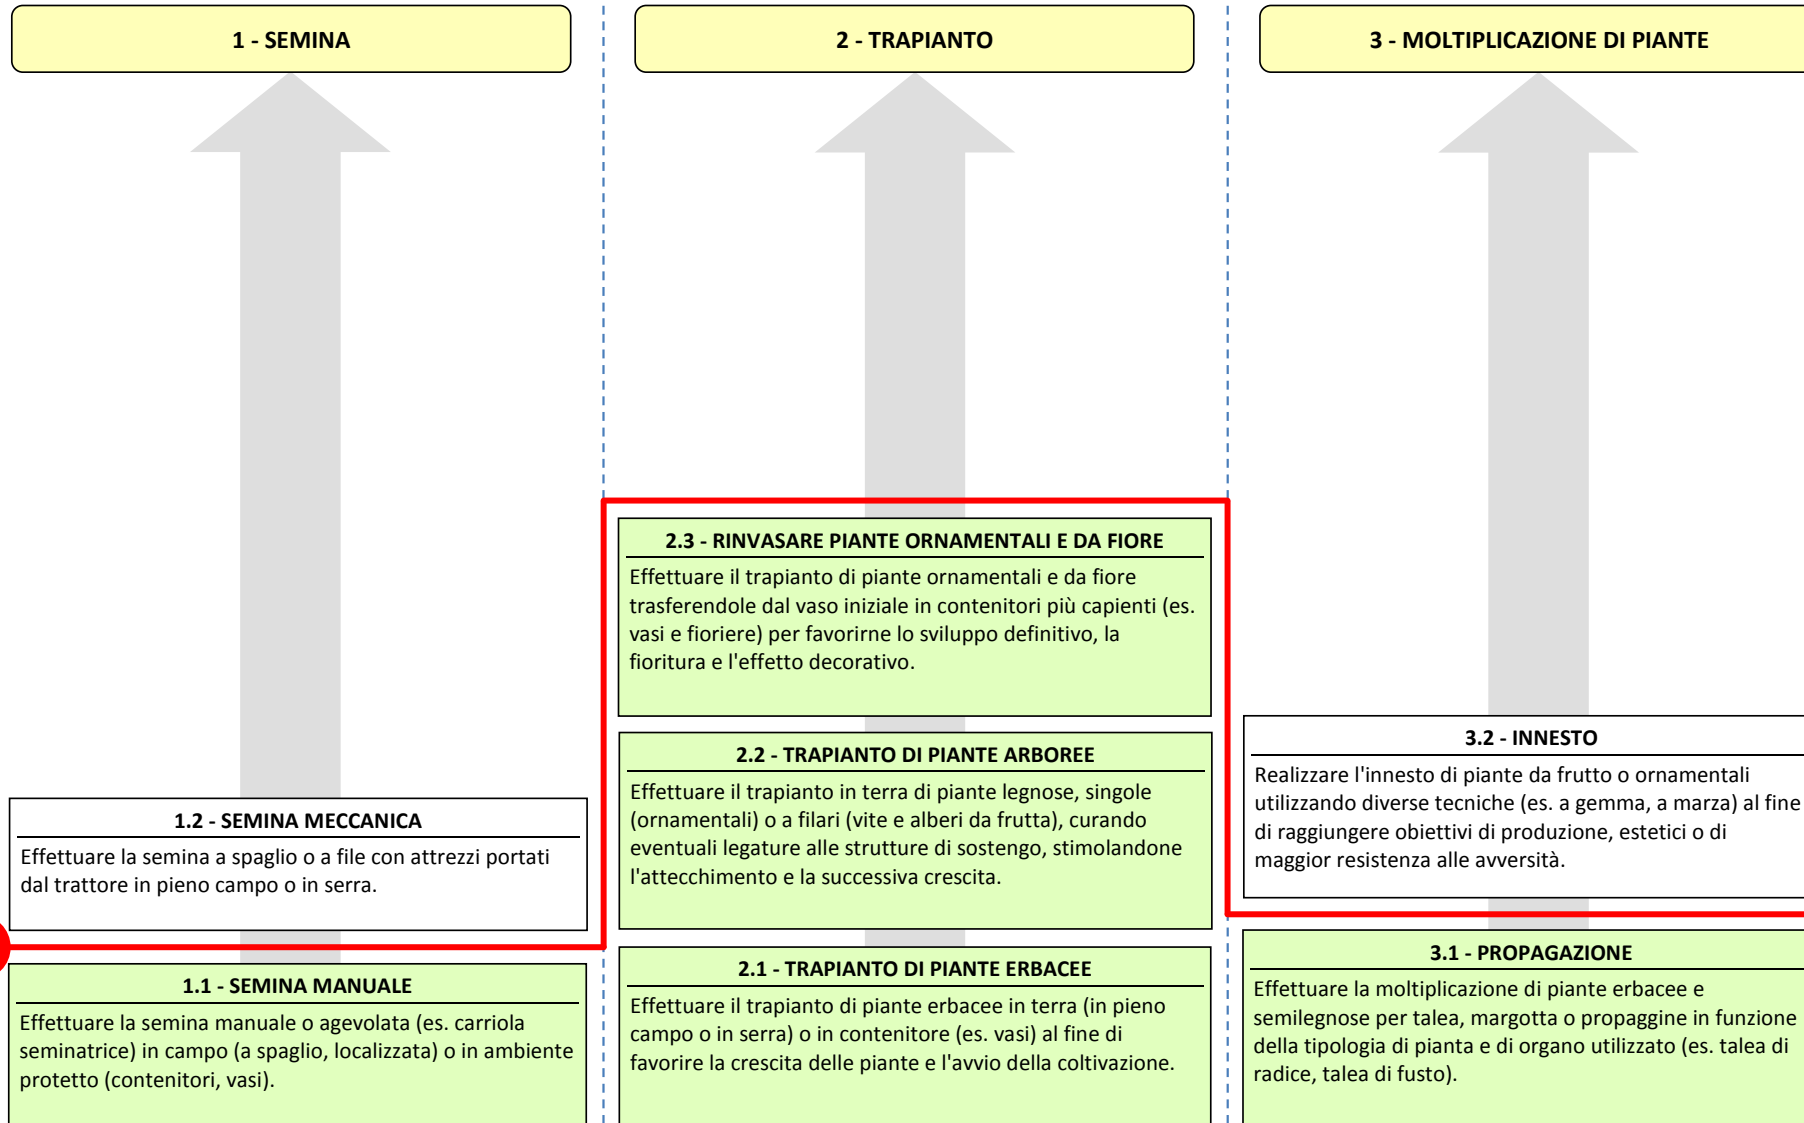 1 - SEMINA
2 - TRAPIANTO
3 - MOLTIPLICAZIONE DI PIANTE
1.2 - SEMINA MECCANICA
Effettuare la semina a spaglio o a file con attrezzi portati
dal trattore in pieno campo o in serra.
1.1 - SEMINA MANUALE
Effettuare la semina manuale o agevolata (es. carriola
seminatrice) in campo (a spaglio, localizzata) o in ambiente
protetto (contenitori, vasi).
2.3 - RINVASARE PIANTE ORNAMENTALI E DA FIORE
Effettuare il trapianto di piante ornamentali e da fiore
trasferendole dal vaso iniziale in contenitori più capienti (es.
vasi e fioriere) per favorirne lo sviluppo definitivo, la
fioritura e l'effetto decorativo.
2.2 - TRAPIANTO DI PIANTE ARBOREE
Effettuare il trapianto in terra di piante legnose, singole
(ornamentali) o a filari (vite e alberi da frutta), curando
eventuali legature alle strutture di sostengo, stimolandone
l'attecchimento e la successiva crescita.
2.1 - TRAPIANTO DI PIANTE ERBACEE
Effettuare il trapianto di piante erbacee in terra (in pieno
campo o in serra) o in contenitore (es. vasi) al fine di
favorire la crescita delle piante e l'avvio della coltivazione.
3.2 - INNESTO
Realizzare l'innesto di piante da frutto o ornamentali
utilizzando diverse tecniche (es. a gemma, a marza) al fine
di raggiungere obiettivi di produzione, estetici o di
maggior resistenza alle avversità.
3.1 - PROPAGAZIONE
Effettuare la moltiplicazione di piante erbacee e
semilegnose per talea, margotta o propaggine in funzione
della tipologia di pianta e di organo utilizzato (es. talea di
radice, talea di fusto).